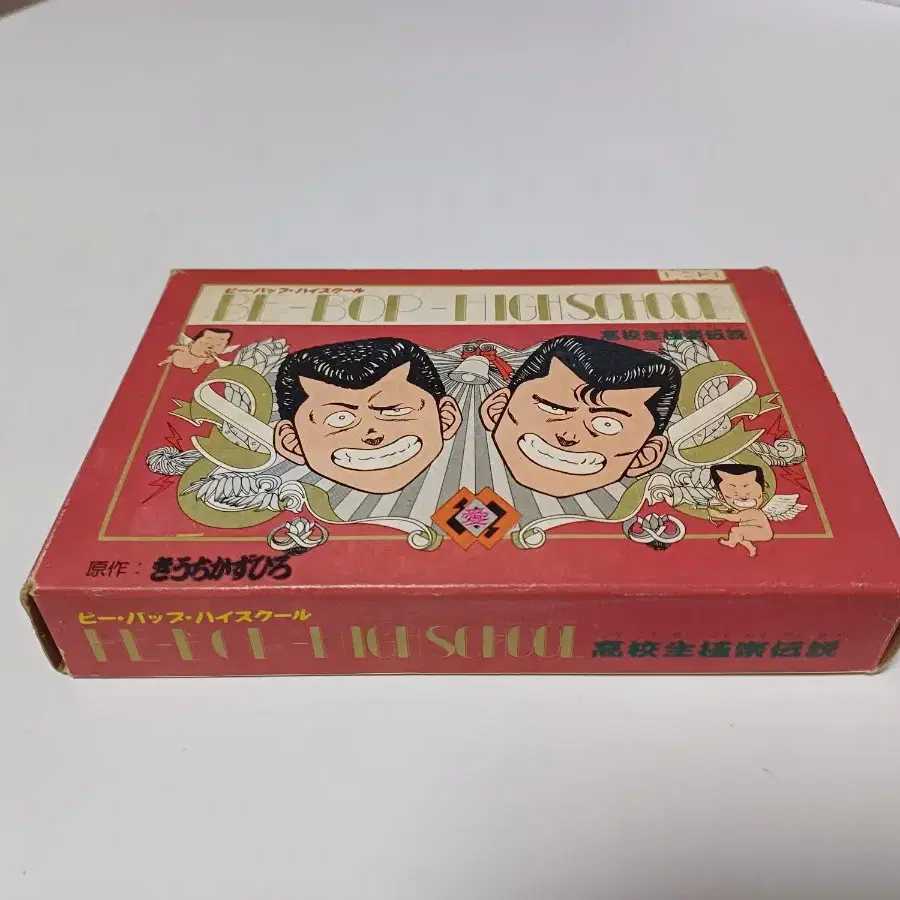 ビー・バップ・ハイスクール
BE-BOP-HIGHSCHOOL
高校生極楽伝説
原作：きうちかずひろ
ビー・バップ・ハイスクール
BE-BOP-HIGHSCHOOL 高校生極楽伝説